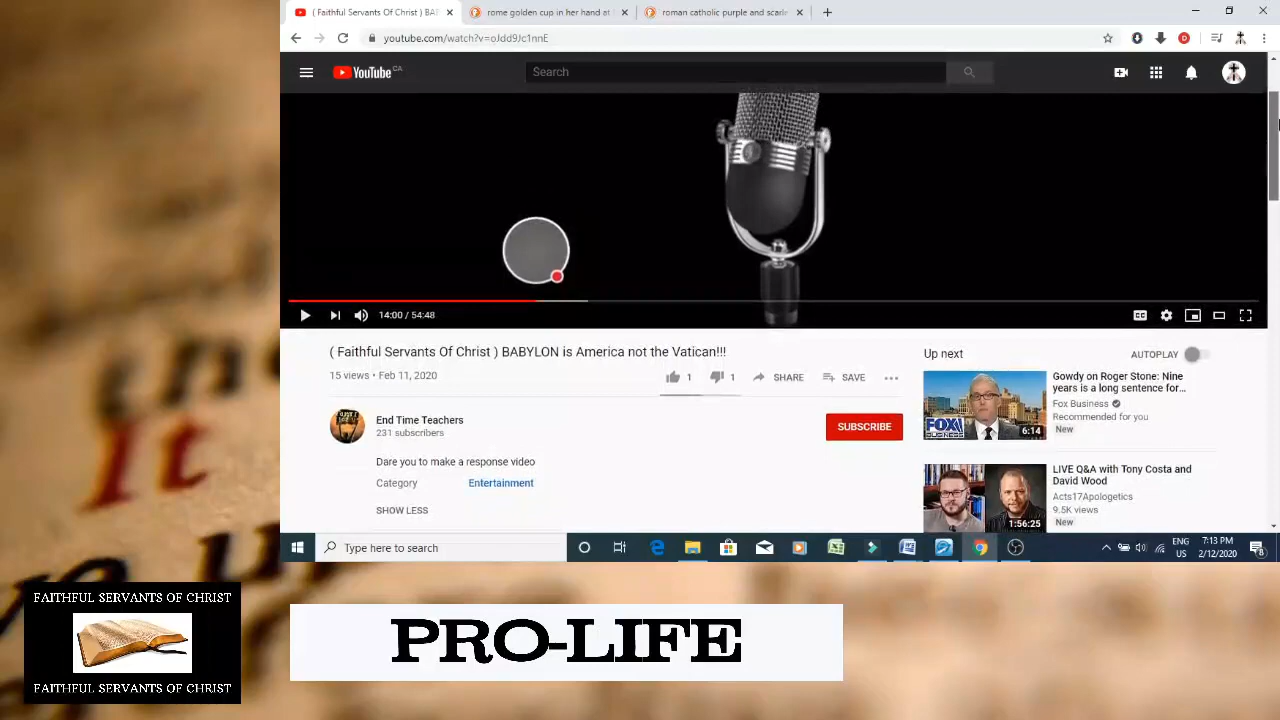 ( Faithful Servants Of Christ ) BAB
rome golden cup in her hand at
roman catholic purple and scarle
youtube.com/watch?v=oJdd9Jc1nnE
YouTube CA
Search
14:00 / 54:48
( Faithful Servants Of Christ ) BABYLON is America not the Vatican!!!
15 views • Feb 11, 2020
1
1
SHARE
SAVE
End Time Teachers
231 subscribers
SUBSCRIBE
Dare you to make a response video
Category
Entertainment
SHOW LESS
Up next
AUTOPLAY
Gowdy on Roger Stone: Nine
years is a long sentence for...
Fox Business
Recommended for you
New
FOX
BUSINESS
6:14
LIVE Q&A with Tony Costa and
David Wood
Acts17Apologetics
9.5K views
New
1:56:25
Type here to search
ENG
US
7:13 PM
2/12/2020
8
the
It
FAITHFUL SERVANTS OF CHRIST
FAITHFUL SERVANTS OF CHRIST
PRO-LIFE